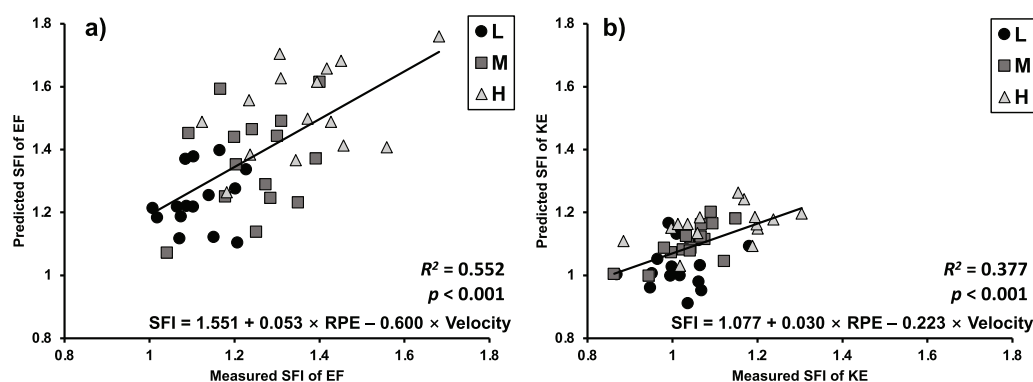 a)
L
M
H
1.8
1.6
1.4
1.2
1
0.8
Predicted SFI of EF
R² = 0.552
p < 0.001
SFI = 1.551 + 0.053 × RPE – 0.600 × Velocity
0.8 1 1.2 1.4 1.6 1.8
Measured SFI of EF
b)
L
M
H
1.8
1.6
1.4
1.2
1
0.8
Predicted SFI of KE
R² = 0.377
p < 0.001
SFI = 1.077 + 0.030 × RPE – 0.223 × Velocity
0.8 1 1.2 1.4 1.6 1.8
Measured SFI of KE